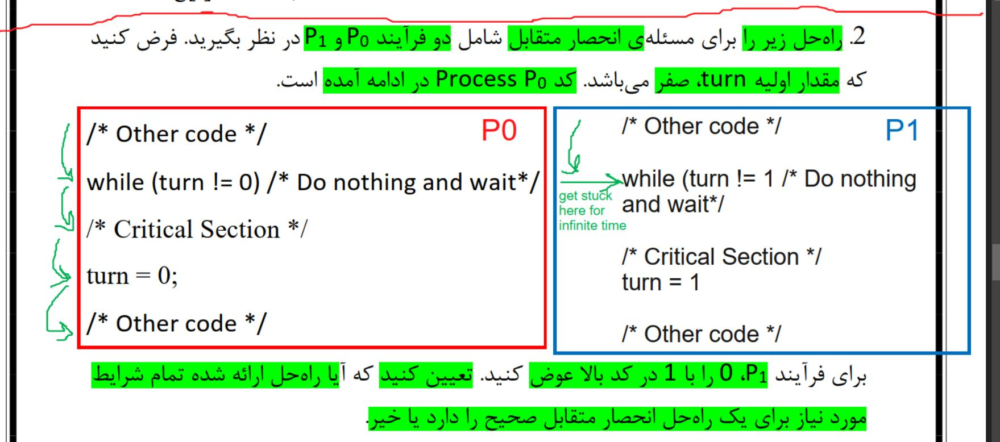 2. راه‌حل زیر را برای مسئله‌ی انحصار متقابل شامل دو فرآیند P0 و P1 در نظر بگیرید. فرض کنید
که مقدار اولیه turn، صفر می‌باشد. کد Process P0 در ادامه آمده است.
P0
/* Other code */
while (turn != 0) /* Do nothing and wait*/
/* Critical Section */
turn = 0;
/* Other code */
P1
/* Other code */
while (turn != 1 /* Do nothing
and wait*/
get stuck
here for
infinite time
/* Critical Section */
turn = 1
/* Other code */
برای فرآیند P1، 0 را با 1 در کد بالا عوض کنید. تعیین کنید که آیا راه‌حل ارائه شده تمام شرایط
مورد نیاز برای یک راه‌حل انحصار متقابل صحیح را دارد یا خیر.